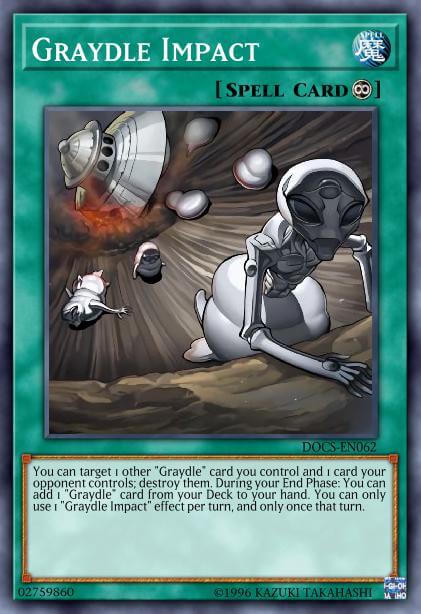 GRAYDLE IMPACT
[SPELL CARD]
DOCS-EN062
You can target 1 other "Graydle" card you control and 1 card your
opponent controls; destroy them. During your End Phase: You can
add 1 "Graydle" card from your Deck to your hand. You can only
use 1 "Graydle Impact" effect per turn, and only once that turn.
02759860
©1996 KAZUKI TAKAHASHI